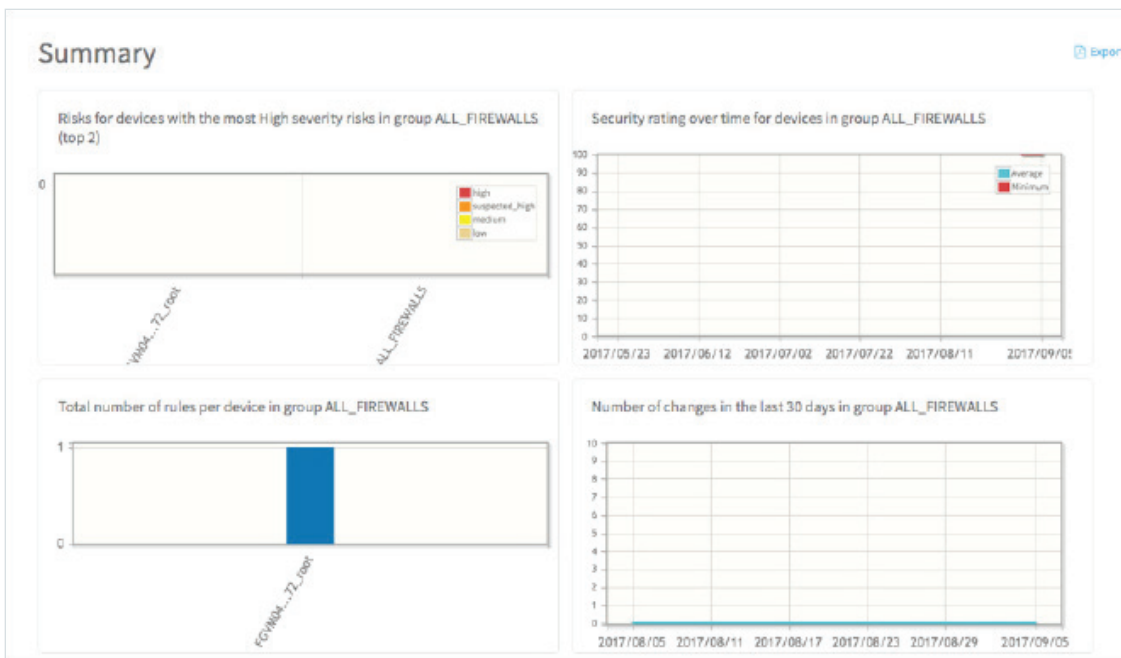 Summary
Expor
Risks for devices with the most High severity risks in group ALL_FIREWALLS
(top 2)
0
high
suspected_high
medium
low
VM04...72_root
ALL_FIREWALLS
Security rating over time for devices in group ALL_FIREWALLS
100
90
80
70
60
50
40
30
20
10
0
Average
Minimum
2017/05/23 2017/06/12 2017/07/02 2017/07/22 2017/08/11 2017/09/05
Total number of rules per device in group ALL_FIREWALLS
1
0
FGVM04...72_root
Number of changes in the last 30 days in group ALL_FIREWALLS
10
9
8
7
6
5
4
3
2
1
0
2017/08/05 2017/08/11 2017/08/17 2017/08/23 2017/08/29 2017/09/05